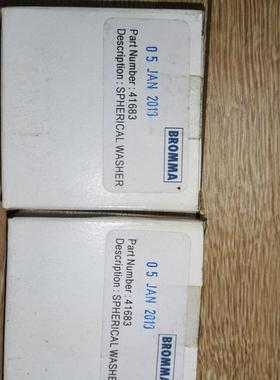 05 JAN 2013
Part Number : 41683
Description : SPHERICAL WASHER
BROMMA
05 JAN 2013
Part Number : 41683
Description : SPHERICAL WASHER
BROMMA